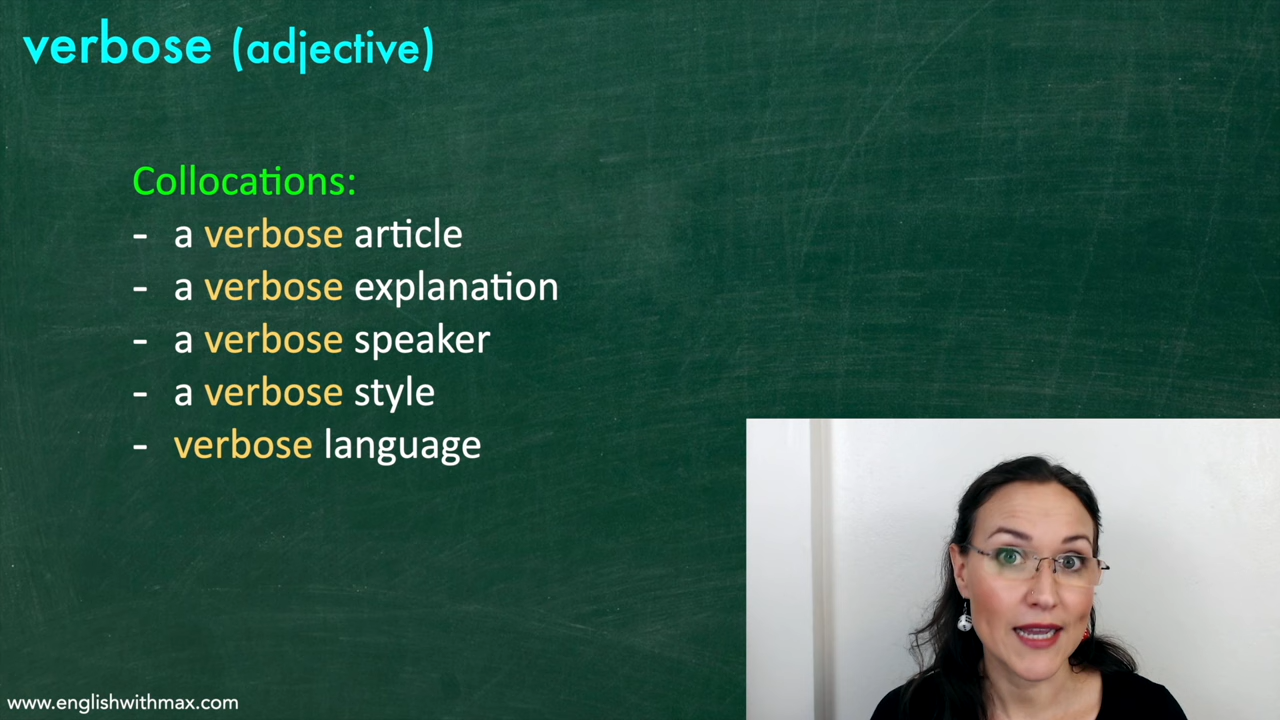 verbose (adjective)
Collocations:
- a verbose article
- a verbose explanation
- a verbose speaker
- a verbose style
- verbose language
www.englishwithmax.com